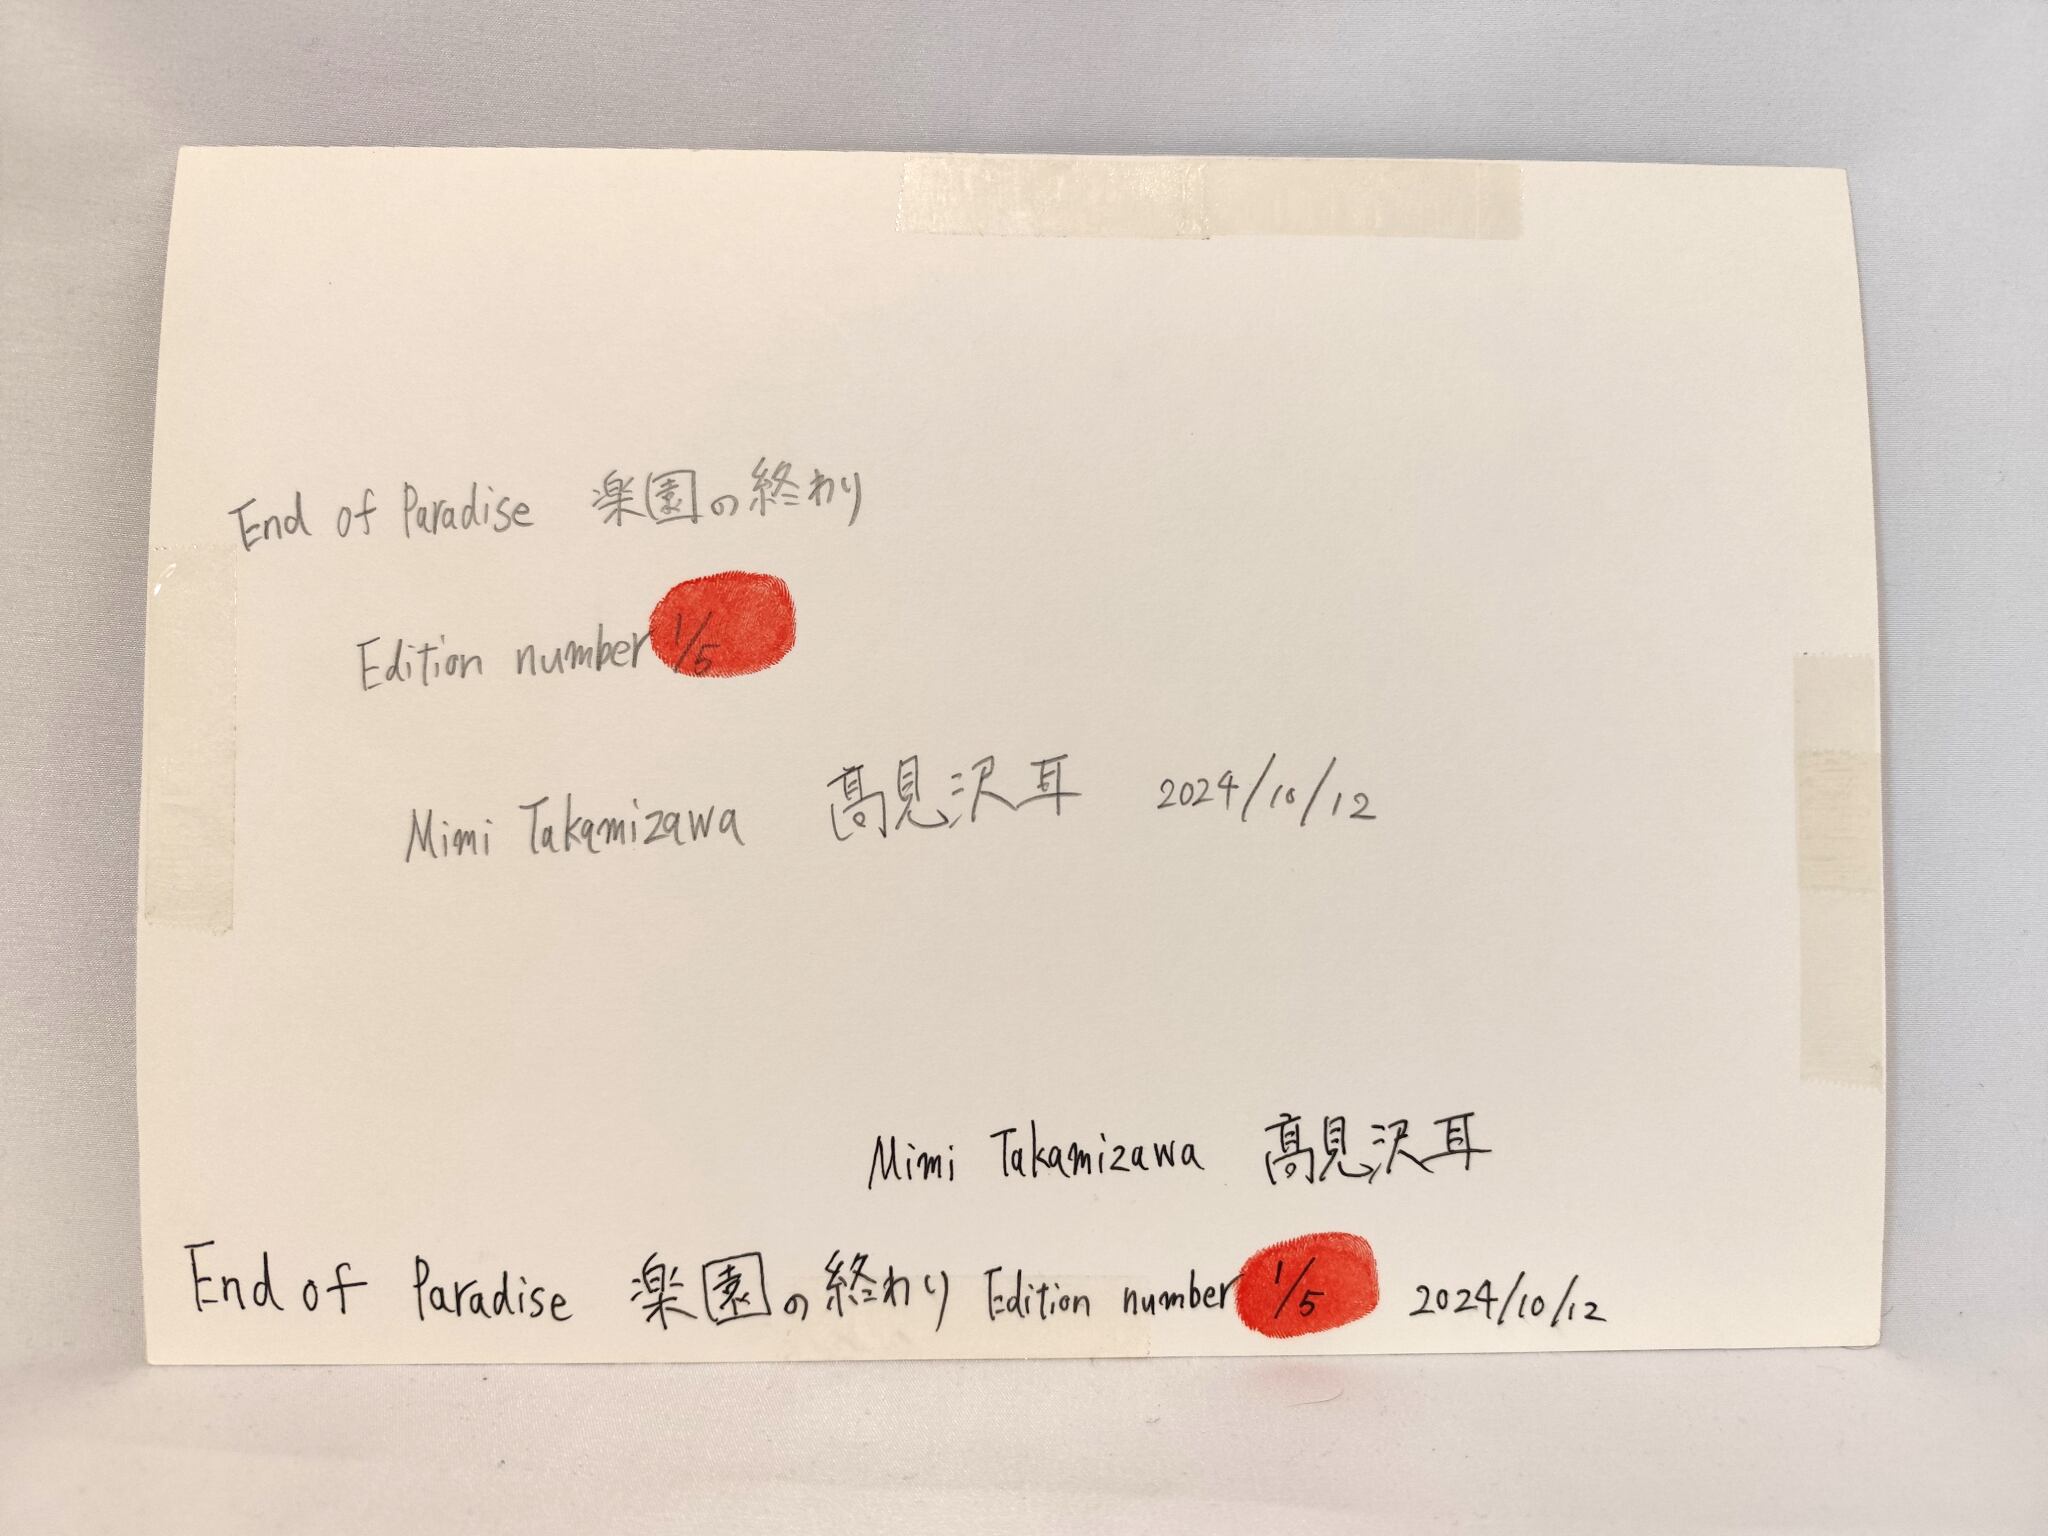 End of Paradise 楽園の終わり
Edition number 1/5
Mimi Takamizawa 高見沢耳 2024/10/12
Mimi Takamizawa 高見沢耳
End of Paradise 楽園の終わり Edition number 1/5 2024/10/12